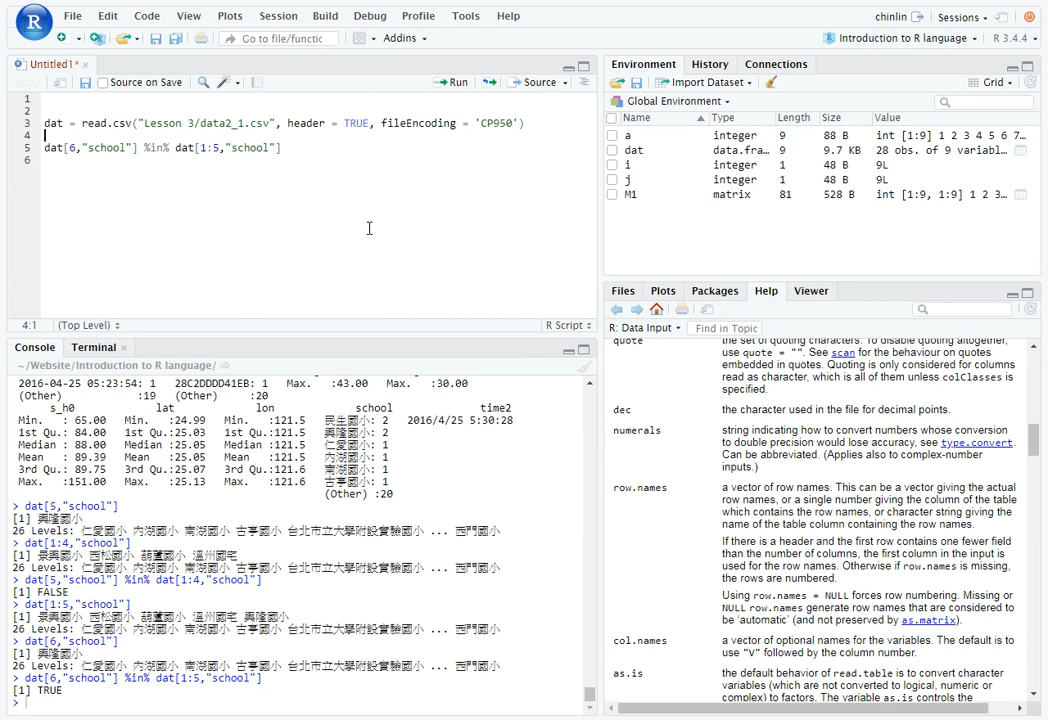 File Edit Code View Plots Session Build Debug Profile Tools Help
chinlin Sessions
Go to file/functic Addins Introduction to R language R 3.4.4
Untitled1*
Source on Save Run Source
1
2
3 dat = read.csv("Lesson 3/data2_1.csv", header = TRUE, fileEncoding = 'CP950')
4
5 dat[6,"school"] %in% dat[1:5,"school"]
6
4:1 (Top Level) R Script
Console Terminal
~/Website/Introduction to R language/
2016-04-25 05:23:54: 1 28C2DDDD41EB: 1 Max. :43.00 Max. :30.00
(Other) :19 (Other) :20
s_h0 lat lon school time2
Min. : 65.00 Min. :24.99 Min. :121.5 民生國小: 2 2016/4/25 5:30:28
1st Qu.: 84.00 1st Qu.:25.03 1st Qu.:121.5 興隆國小: 2
Median : 88.00 Median :25.05 Median :121.5 仁愛國小: 1
Mean : 89.39 Mean :25.05 Mean :121.5 內湖國小: 1
3rd Qu.: 89.75 3rd Qu.:25.07 3rd Qu.:121.6 南湖國小: 1
Max. :151.00 Max. :25.13 Max. :121.6 古亭國小: 1
(Other) :20
> dat[5,"school"]
[1] 興隆國小
26 Levels: 仁愛國小 內湖國小 南湖國小 古亭國小 台北市立大學附設實驗國小 ... 西門國小
> dat[1:4,"school"]
[1] 景興國小 西松國小 葫蘆國小 溫州國宅
26 Levels: 仁愛國小 內湖國小 南湖國小 古亭國小 台北市立大學附設實驗國小 ... 西門國小
> dat[5,"school"] %in% dat[1:4,"school"]
[1] FALSE
> dat[1:5,"school"]
[1] 景興國小 西松國小 葫蘆國小 溫州國宅 興隆國小
26 Levels: 仁愛國小 內湖國小 南湖國小 古亭國小 台北市立大學附設實驗國小 ... 西門國小
> dat[6,"school"]
[1] 興隆國小
26 Levels: 仁愛國小 內湖國小 南湖國小 古亭國小 台北市立大學附設實驗國小 ... 西門國小
> dat[6,"school"] %in% dat[1:5,"school"]
[1] TRUE
>
Environment History Connections
Import Dataset Grid
Global Environment
Name Type Length Size Value
a integer 9 88 B int [1:9] 1 2 3 4 5 6 7…
dat data.fra… 9 9.7 KB 28 obs. of 9 variabl…
i integer 1 48 B 9L
j integer 1 48 B 9L
M1 matrix 81 528 B int [1:9, 1:9] 1 2 3…
Files Plots Packages Help Viewer
R: Data Input Find in Topic
quote the set of quoting characters. To disable quoting altogether,
use quote = "". See scan for the behaviour on quotes
embedded in quotes. Quoting is only considered for columns
read as character, which is all of them unless colClasses is
specified.
dec the character used in the file for decimal points.
numerals string indicating how to convert numbers whose conversion
to double precision would lose accuracy, see type.convert.
Can be abbreviated. (Applies also to complex-number
inputs.)
row.names a vector of row names. This can be a vector giving the actual
row names, or a single number giving the column of the table
which contains the row names, or character string giving the
name of the table column containing the row names.
If there is a header and the first row contains one fewer field
than the number of columns, the first column in the input is
used for the row names. Otherwise if row.names is missing,
the rows are numbered.
Using row.names = NULL forces row numbering. Missing or
NULL row.names generate row names that are considered to
be ‘automatic’ (and not preserved by as.matrix).
col.names a vector of optional names for the variables. The default is to
use "V" followed by the column number.
as.is the default behavior of read.table is to convert character
variables (which are not converted to logical, numeric or
complex) to factors. The variable as.is controls the